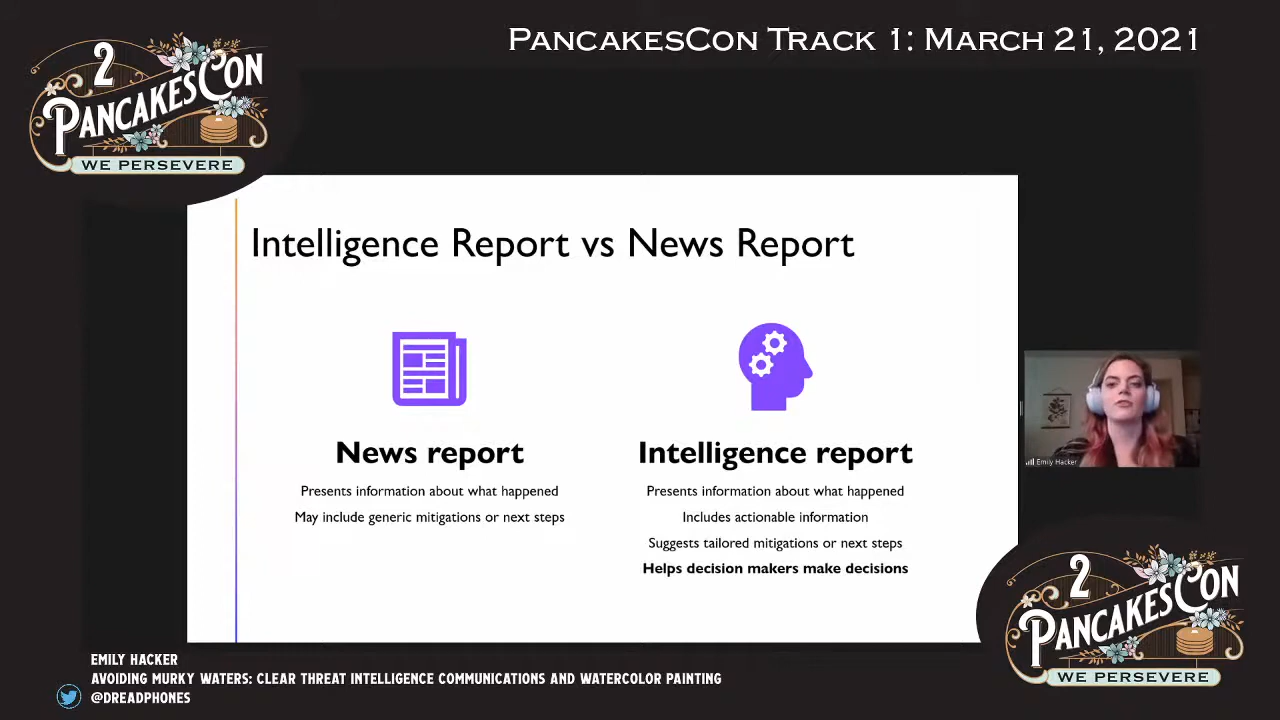 PANCAKESCON TRACK 1: MARCH 21, 2021
2
PANCAKESCON
WE PERSEVERE
Intelligence Report vs News Report
News report
Presents information about what happened
May include generic mitigations or next steps
Intelligence report
Presents information about what happened
Includes actionable information
Suggests tailored mitigations or next steps
Helps decision makers make decisions
Emily Hacker
2
PANCAKESCON
WE PERSEVERE
EMILY HACKER
AVOIDING MURKY WATERS: CLEAR THREAT INTELLIGENCE COMMUNICATIONS AND WATERCOLOR PAINTING
@DREADPHONES